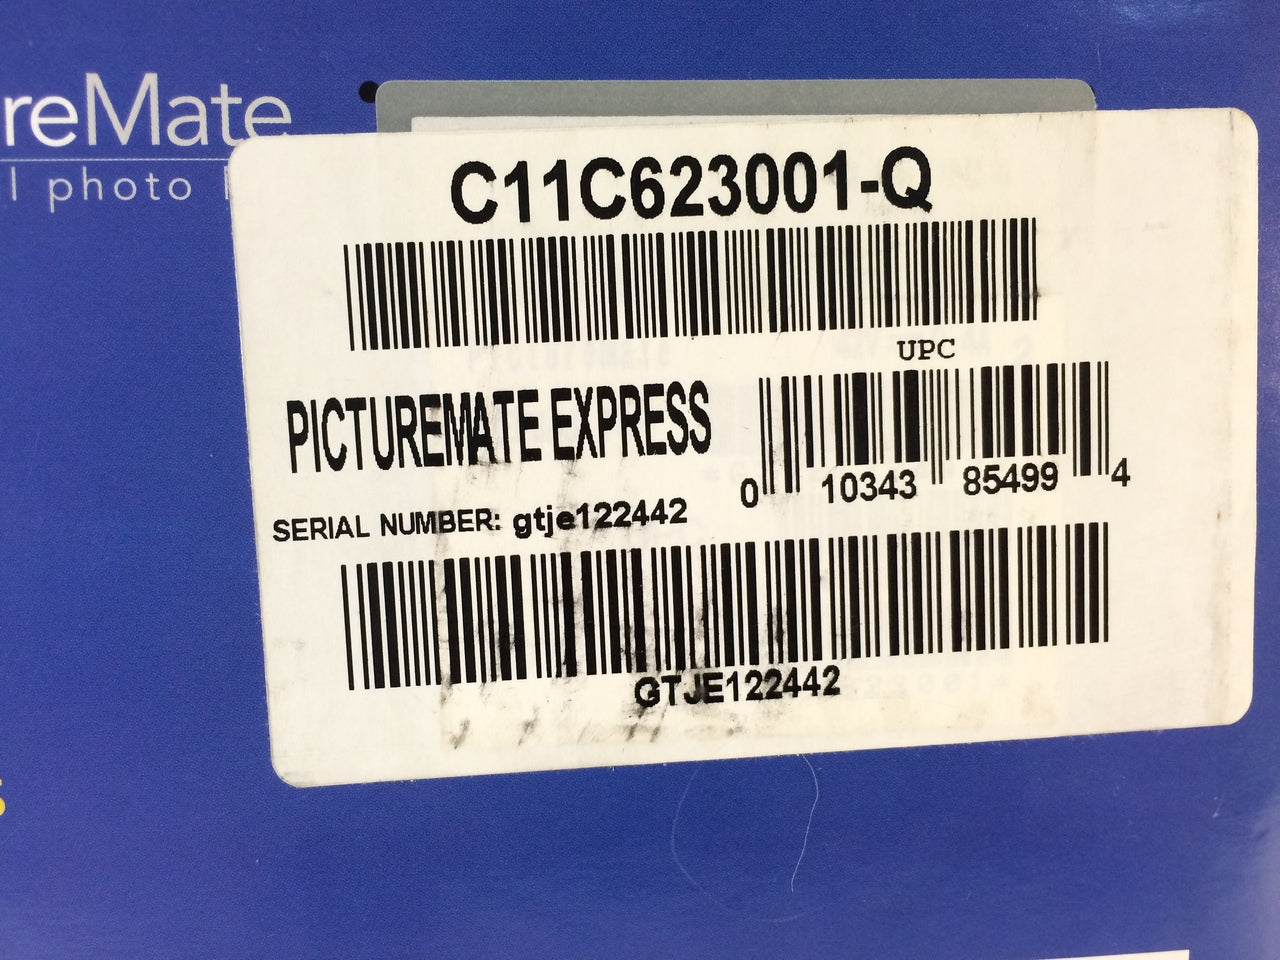 reMate
l photo
C11C623001-Q
UPC
PICTUREMATE EXPRESS
0 10343 85499 4
SERIAL NUMBER: gtje122442
GTJE122442